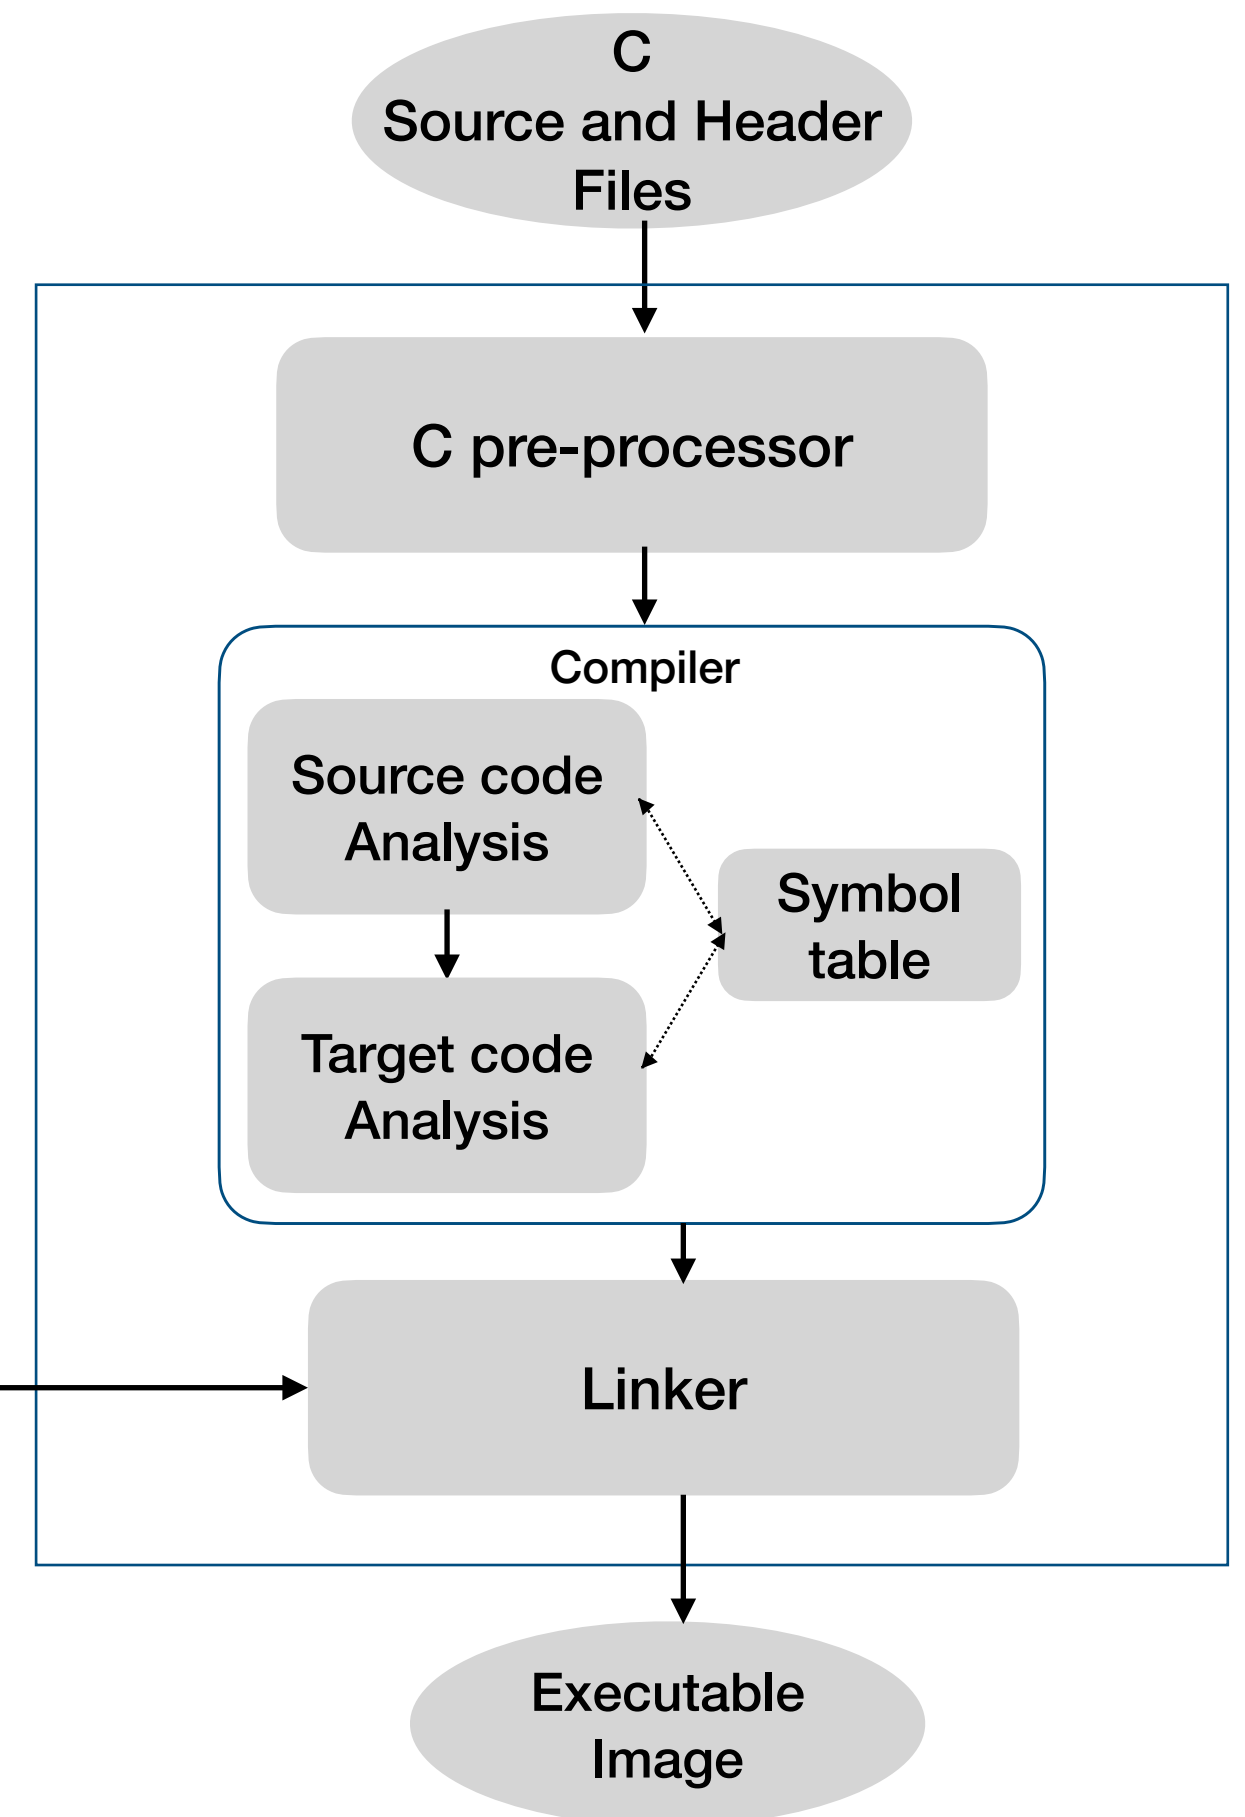 C
Source and Header
Files
C pre-processor
Compiler
Source code
Analysis
Symbol
table
Target code
Analysis
Linker
Executable
Image